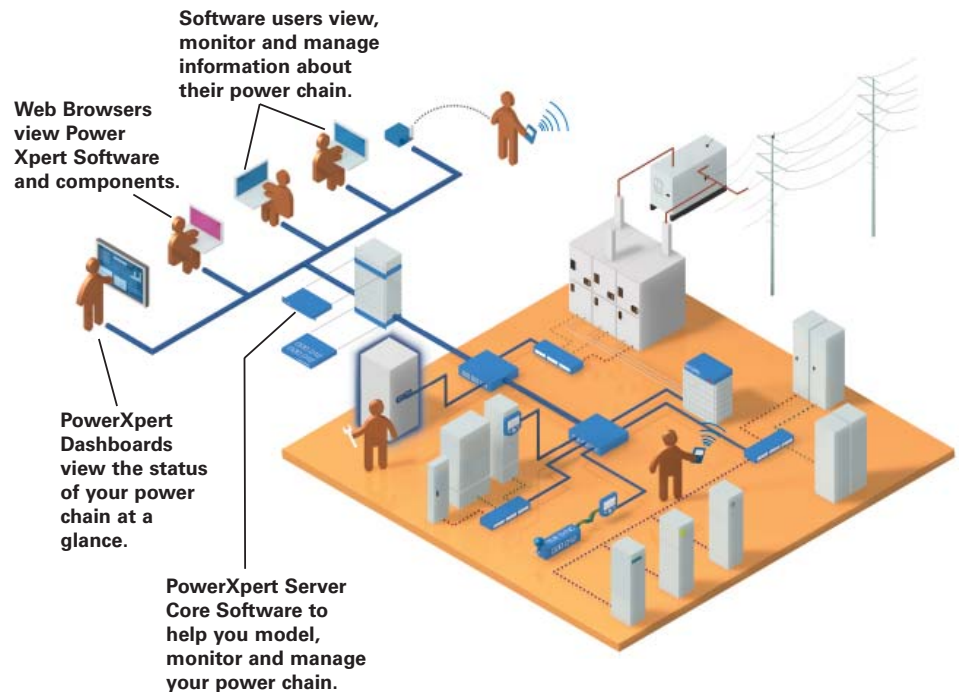 Software users view,
monitor and manage
information about
their power chain.
Web Browsers
view Power
Xpert Software
and components.
PowerXpert
Dashboards
view the status
of your power
chain at a
glance.
PowerXpert Server
Core Software to
help you model,
monitor and manage
your power chain.